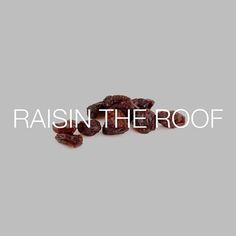 RAISIN THE ROOF